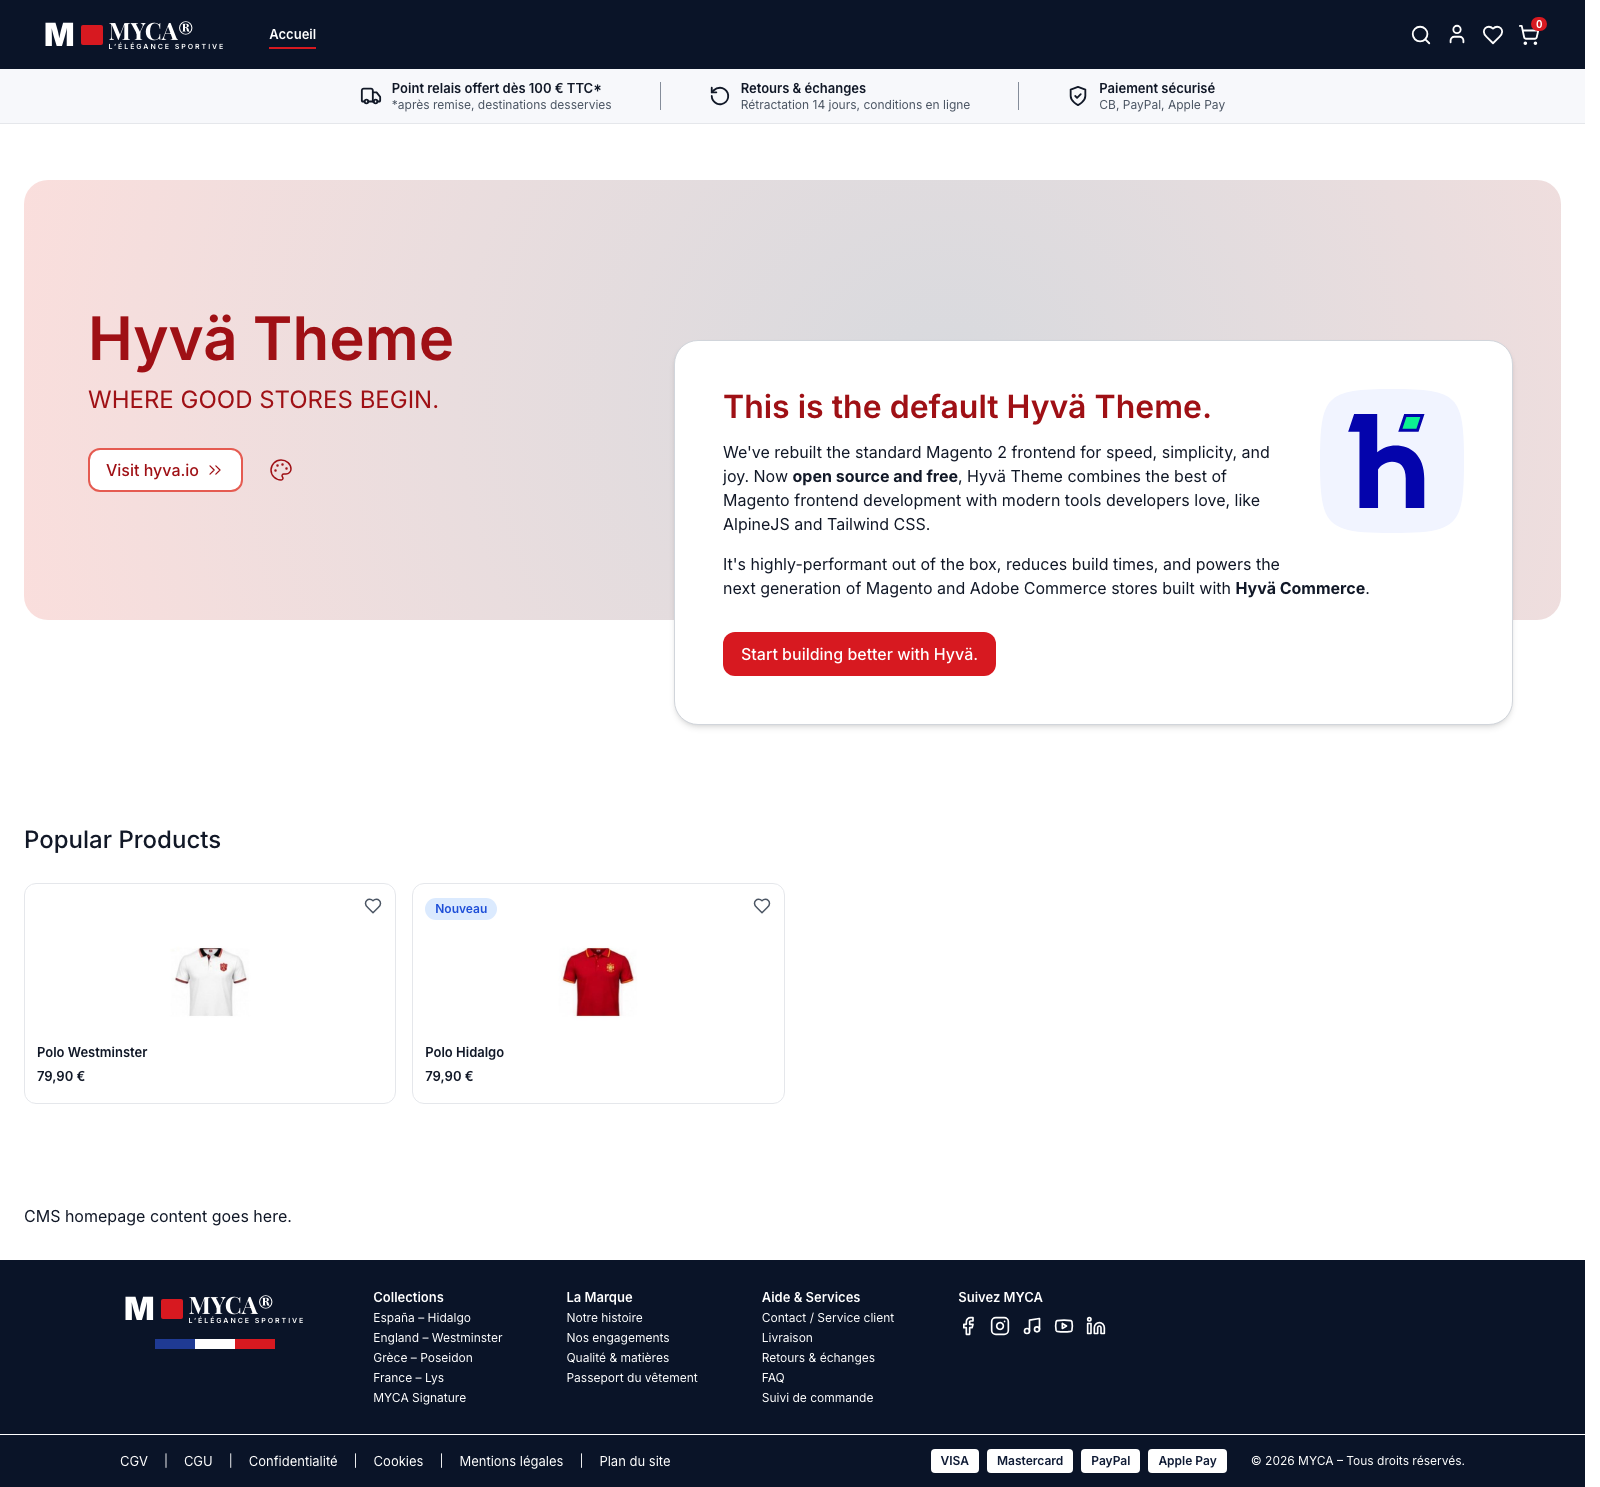 M MYCA®
L'ÉLÉGANCE SPORTIVE
Accueil
0
Point relais offert dès 100 € TTC*
*après remise, destinations desservies
Retours & échanges
Rétractation 14 jours, conditions en ligne
Paiement sécurisé
CB, PayPal, Apple Pay
Hyvä Theme
WHERE GOOD STORES BEGIN.
Visit hyva.io
This is the default Hyvä Theme.
We've rebuilt the standard Magento 2 frontend for speed, simplicity, and
joy. Now open source and free, Hyvä Theme combines the best of
Magento frontend development with modern tools developers love, like
AlpineJS and Tailwind CSS.
It's highly-performant out of the box, reduces build times, and powers the
next generation of Magento and Adobe Commerce stores built with Hyvä Commerce.
Start building better with Hyvä.
Popular Products
Polo Westminster
79,90 €
Nouveau
Polo Hidalgo
79,90 €
CMS homepage content goes here.
M MYCA®
L'ÉLÉGANCE SPORTIVE
Collections
España – Hidalgo
England – Westminster
Grèce – Poseidon
France – Lys
MYCA Signature
La Marque
Notre histoire
Nos engagements
Qualité & matières
Passeport du vêtement
Aide & Services
Contact / Service client
Livraison
Retours & échanges
FAQ
Suivi de commande
Suivez MYCA
CGV | CGU | Confidentialité | Cookies | Mentions légales | Plan du site
VISA Mastercard PayPal Apple Pay
© 2026 MYCA – Tous droits réservés.